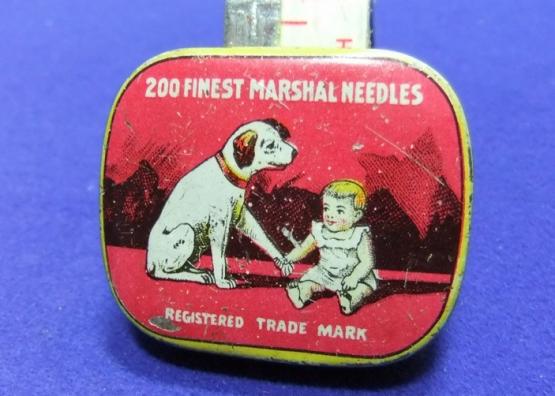 200 FINEST MARSHAL NEEDLES
REGISTERED TRADE MARK